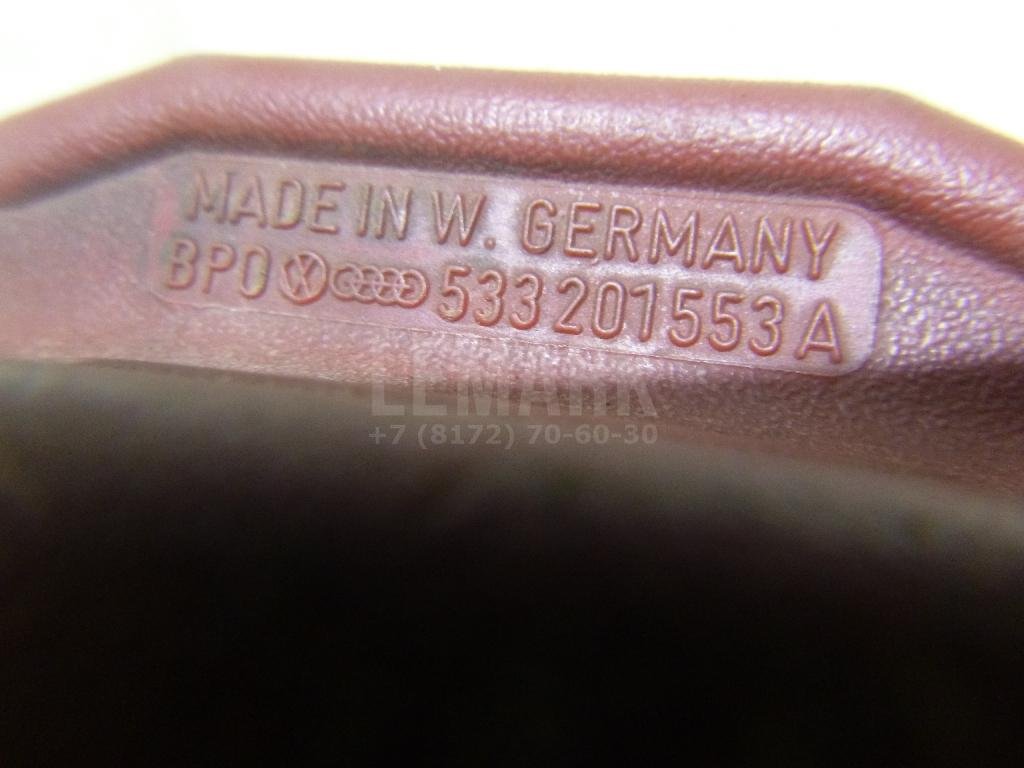 MADE IN W. GERMANY
BPO 533 201 553 A
LEMARK
+7 (8172) 70-60-30